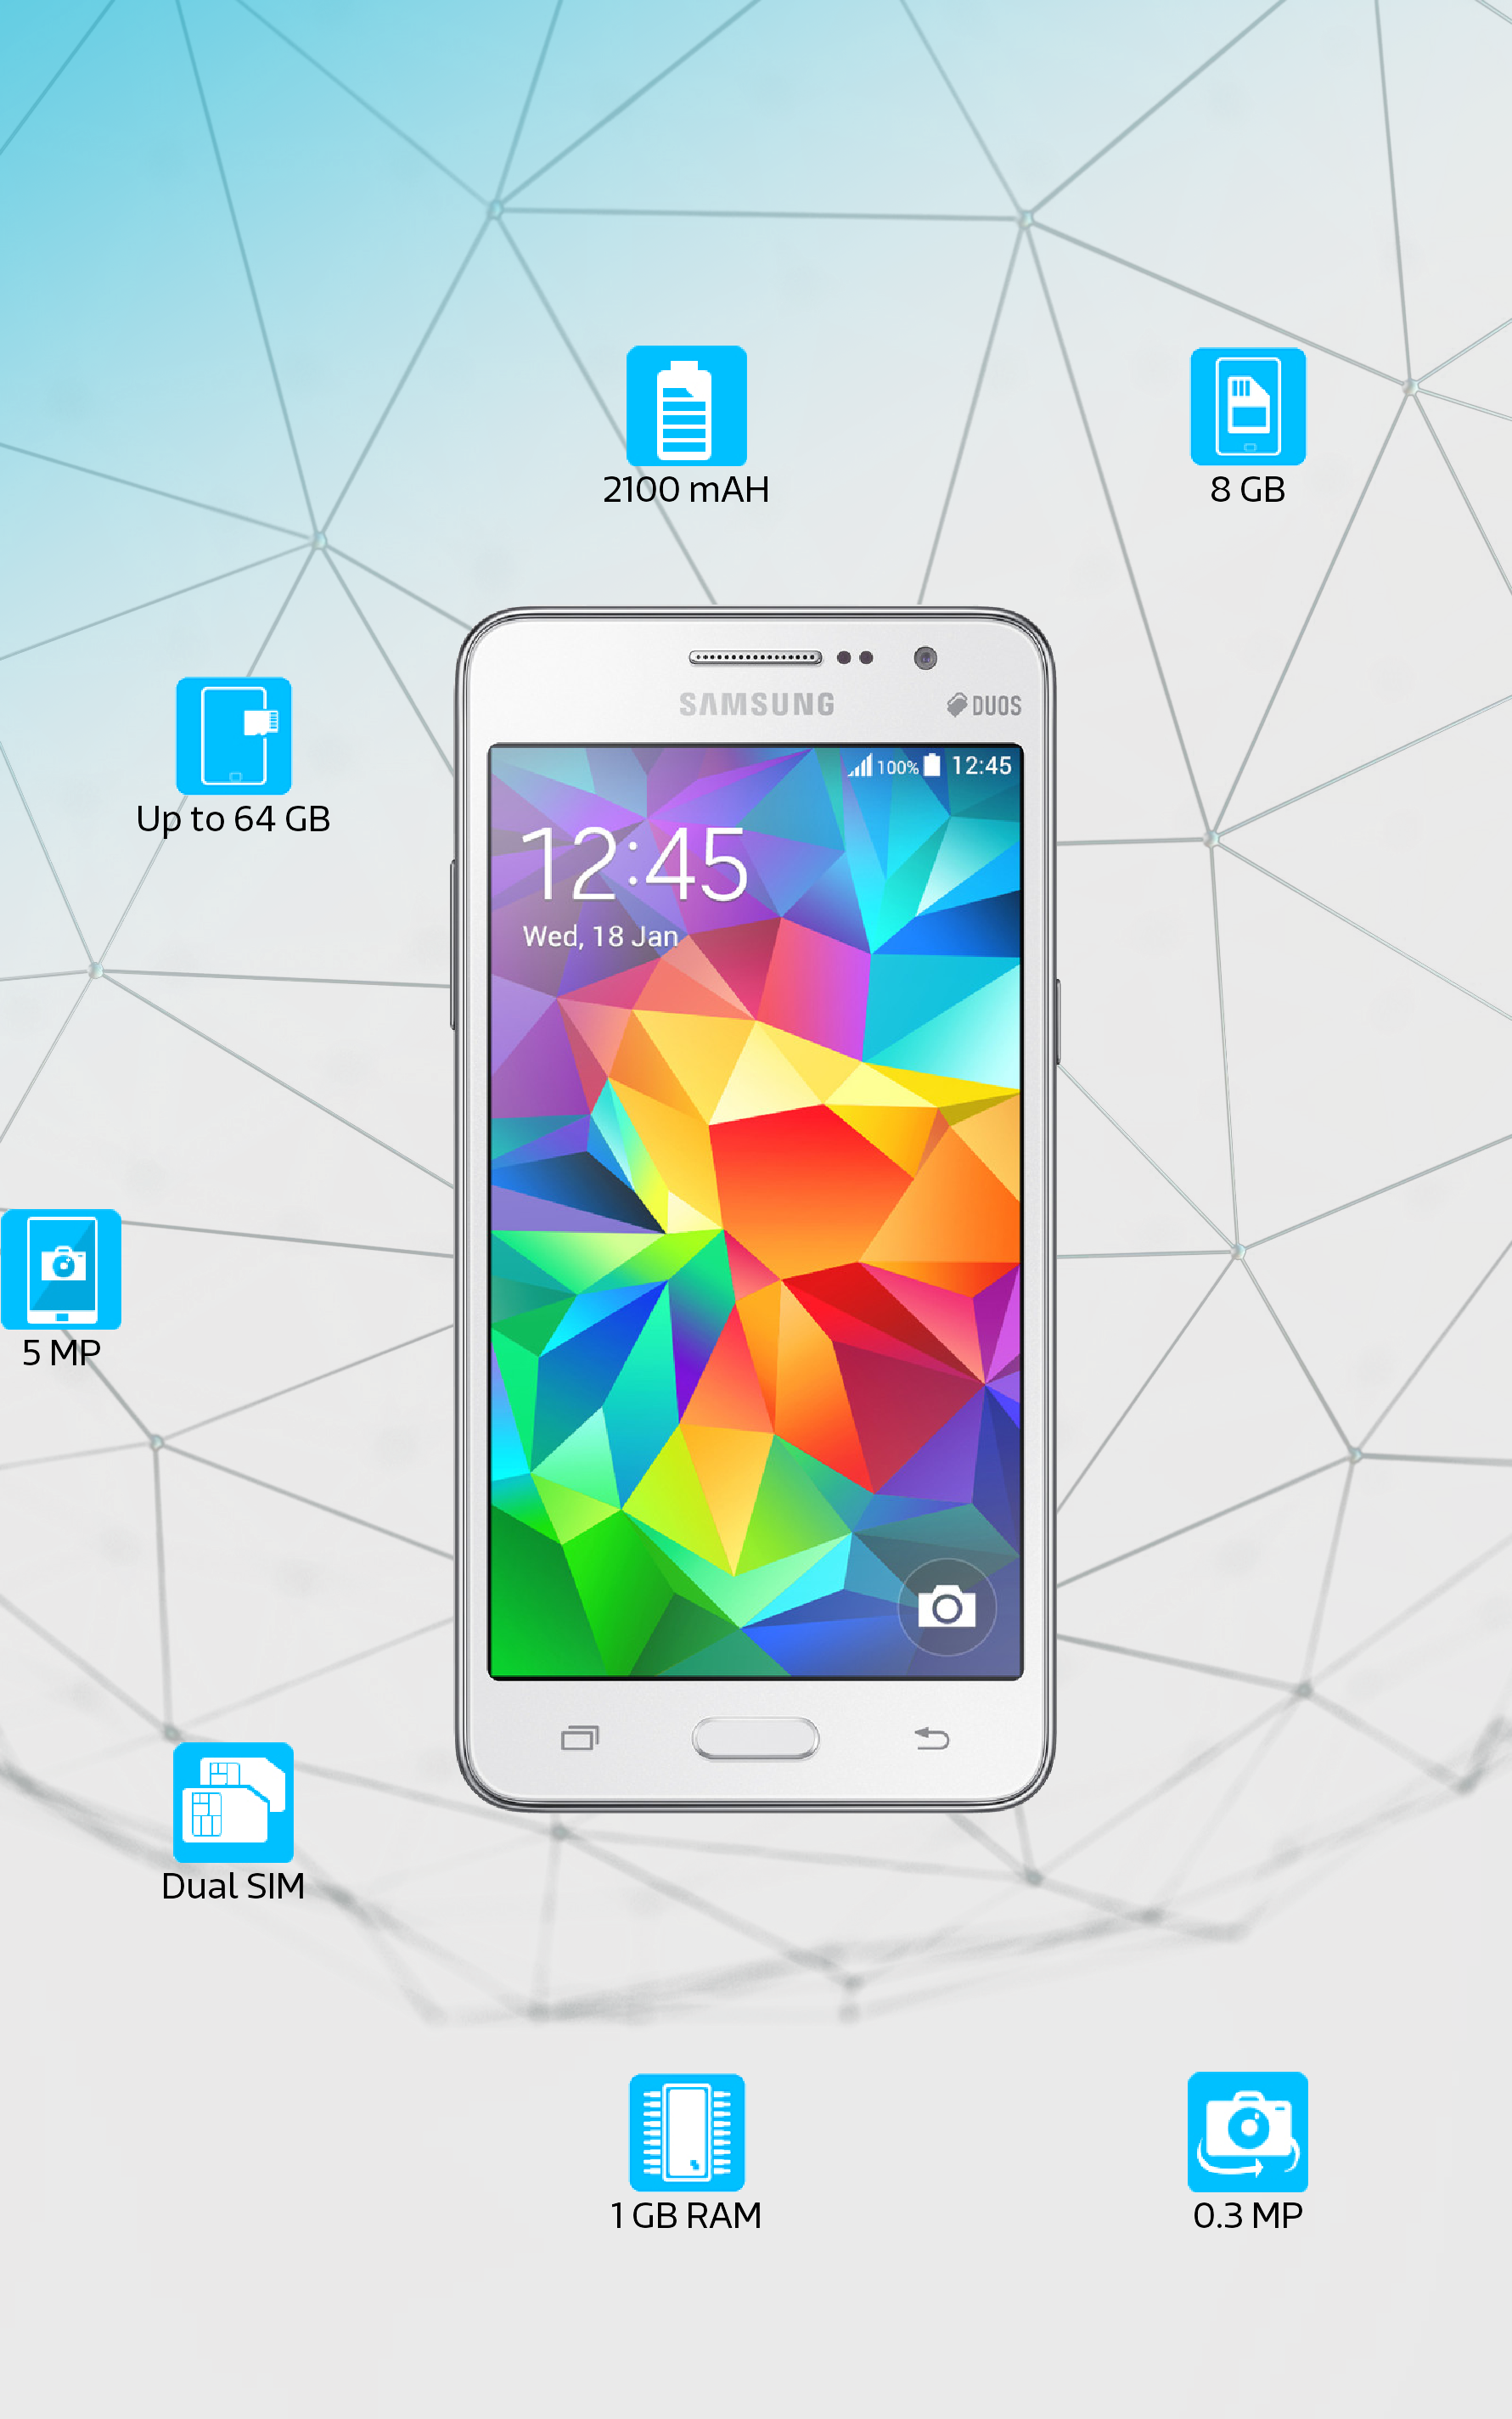 2100 mAH
8 GB
SAMSUNG
DUOS
100% 12:45
Up to 64 GB
12:45
Wed, 18 Jan
5 MP
Dual SIM
1 GB RAM
0.3 MP